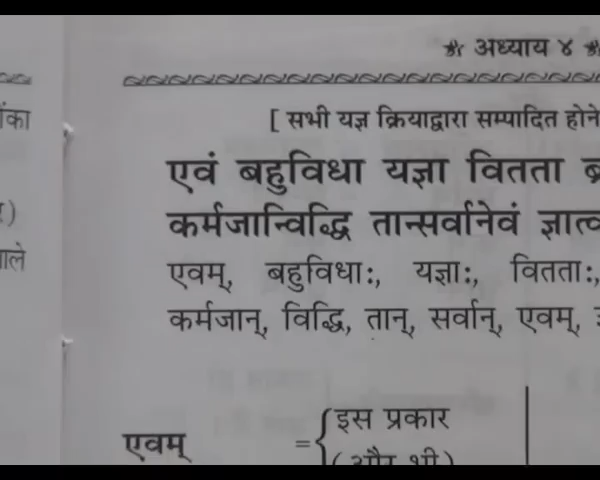 अध्याय ४
[ सभी यज्ञ क्रियाद्वारा सम्पादित होने
एवं बहुविधा यज्ञा वितता
कर्मजान्विद्धि तान्सर्वानेवं
एवम्, बहुविधाः, यज्ञाः, वितताः,
कर्मजान्, विद्धि, तान्, सर्वान्, एवम्,
एवम् = { इस प्रकार
(और भी)